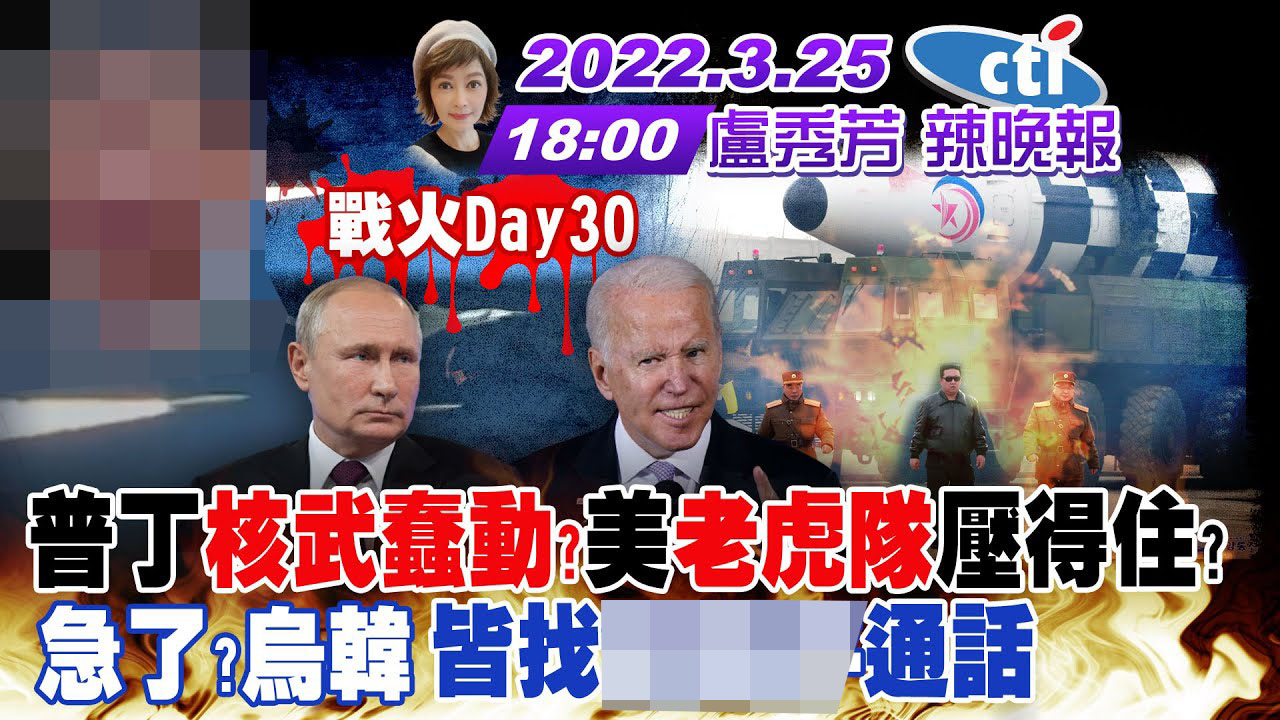 2022.3.25
cti
18:00 盧秀芳 辣晚報
戰火Day30
普丁核武蠢動?美老虎隊壓得住?
急了?烏韓 皆找 通話